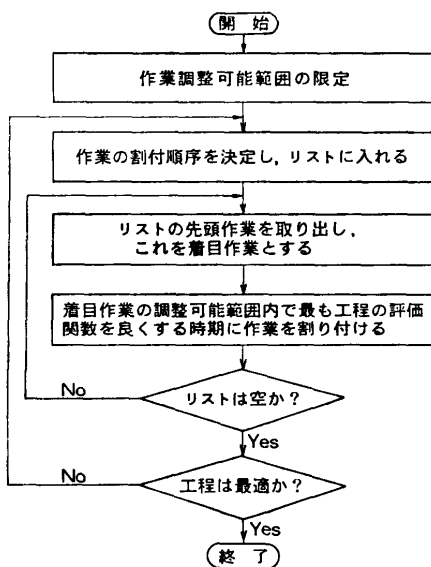 開 始
作業調整可能範囲の限定
作業の割付順序を決定し,リストに入れる
リストの先頭作業を取り出し,
これを着目作業とする
着目作業の調整可能範囲内で最も工程の評価
関数を良くする時期に作業を割り付ける
No
リストは空か?
Yes
No
工程は最適か?
Yes
終 了